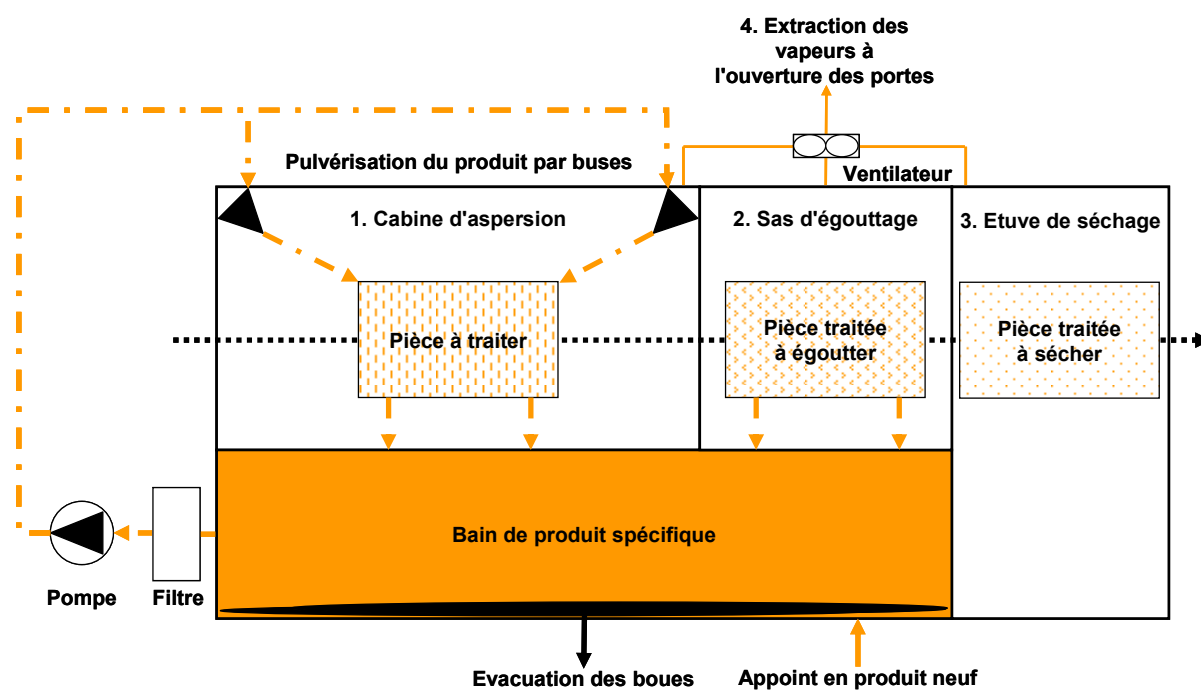 4. Extraction des
vapeurs à
l'ouverture des portes
Pulvérisation du produit par buses
Ventilateur
1. Cabine d'aspersion
2. Sas d'égouttage
3. Etuve de séchage
Pièce à traiter
Pièce traitée
à égoutter
Pièce traitée
à sécher
Bain de produit spécifique
Pompe
Filtre
Evacuation des boues
Appoint en produit neuf